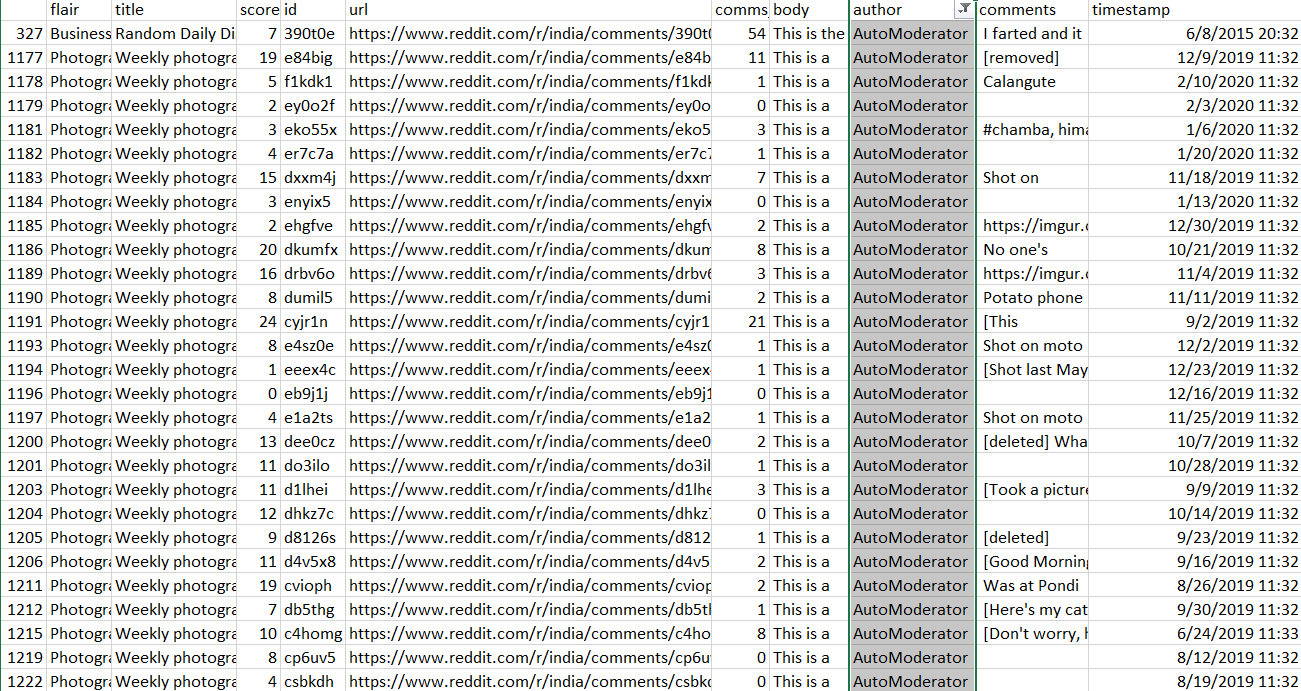 flair title score id url comms_ body author comments timestamp
327 Business Random Daily Di 7 390t0e https://www.reddit.com/r/india/comments/390t0 54 This is the AutoModerator I farted and it 6/8/2015 20:32
1177 Photogra Weekly photogra 19 e84big https://www.reddit.com/r/india/comments/e84b 11 This is a AutoModerator [removed] 12/9/2019 11:32
1178 Photogra Weekly photogra 5 f1kdk1 https://www.reddit.com/r/india/comments/f1kdk 1 This is a AutoModerator Calangute 2/10/2020 11:32
1179 Photogra Weekly photogra 2 ey0o2f https://www.reddit.com/r/india/comments/ey0o 0 This is a AutoModerator 2/3/2020 11:32
1181 Photogra Weekly photogra 3 eko55x https://www.reddit.com/r/india/comments/eko5 3 This is a AutoModerator #chamba, hima 1/6/2020 11:32
1182 Photogra Weekly photogra 4 er7c7a https://www.reddit.com/r/india/comments/er7c7 1 This is a AutoModerator 1/20/2020 11:32
1183 Photogra Weekly photogra 15 dxxm4j https://www.reddit.com/r/india/comments/dxxm 7 This is a AutoModerator Shot on 11/18/2019 11:32
1184 Photogra Weekly photogra 3 enyix5 https://www.reddit.com/r/india/comments/enyix 0 This is a AutoModerator 1/13/2020 11:32
1185 Photogra Weekly photogra 2 ehgfve https://www.reddit.com/r/india/comments/ehgfv 2 This is a AutoModerator https://imgur.c 12/30/2019 11:32
1186 Photogra Weekly photogra 20 dkumfx https://www.reddit.com/r/india/comments/dkum 8 This is a AutoModerator No one's 10/21/2019 11:32
1189 Photogra Weekly photogra 16 drbv6o https://www.reddit.com/r/india/comments/drbv6 3 This is a AutoModerator https://imgur.c 11/4/2019 11:32
1190 Photogra Weekly photogra 8 dumil5 https://www.reddit.com/r/india/comments/dumi 2 This is a AutoModerator Potato phone 11/11/2019 11:32
1191 Photogra Weekly photogra 24 cyjr1n https://www.reddit.com/r/india/comments/cyjr1 21 This is a AutoModerator [This 9/2/2019 11:32
1193 Photogra Weekly photogra 8 e4sz0e https://www.reddit.com/r/india/comments/e4sz0 1 This is a AutoModerator Shot on moto 12/2/2019 11:32
1194 Photogra Weekly photogra 1 eeex4c https://www.reddit.com/r/india/comments/eeex 1 This is a AutoModerator [Shot last May 12/23/2019 11:32
1196 Photogra Weekly photogra 0 eb9j1j https://www.reddit.com/r/india/comments/eb9j1 0 This is a AutoModerator 12/16/2019 11:32
1197 Photogra Weekly photogra 4 e1a2ts https://www.reddit.com/r/india/comments/e1a2 1 This is a AutoModerator Shot on moto 11/25/2019 11:32
1200 Photogra Weekly photogra 13 dee0cz https://www.reddit.com/r/india/comments/dee0 2 This is a AutoModerator [deleted] Wha 10/7/2019 11:32
1201 Photogra Weekly photogra 11 do3ilo https://www.reddit.com/r/india/comments/do3il 1 This is a AutoModerator 10/28/2019 11:32
1203 Photogra Weekly photogra 11 d1lhei https://www.reddit.com/r/india/comments/d1lhe 3 This is a AutoModerator [Took a picture 9/9/2019 11:32
1204 Photogra Weekly photogra 12 dhkz7c https://www.reddit.com/r/india/comments/dhkz7 0 This is a AutoModerator 10/14/2019 11:32
1205 Photogra Weekly photogra 9 d8126s https://www.reddit.com/r/india/comments/d812 1 This is a AutoModerator [deleted] 9/23/2019 11:32
1206 Photogra Weekly photogra 11 d4v5x8 https://www.reddit.com/r/india/comments/d4v5 2 This is a AutoModerator [Good Morning 9/16/2019 11:32
1211 Photogra Weekly photogra 19 cvioph https://www.reddit.com/r/india/comments/cviop 2 This is a AutoModerator Was at Pondi 8/26/2019 11:32
1212 Photogra Weekly photogra 7 db5thg https://www.reddit.com/r/india/comments/db5tl 1 This is a AutoModerator [Here's my cat 9/30/2019 11:32
1215 Photogra Weekly photogra 10 c4homg https://www.reddit.com/r/india/comments/c4ho 8 This is a AutoModerator [Don't worry, h 6/24/2019 11:33
1219 Photogra Weekly photogra 8 cp6uv5 https://www.reddit.com/r/india/comments/cp6u 0 This is a AutoModerator 8/12/2019 11:32
1222 Photogra Weekly photogra 4 csbkdh https://www.reddit.com/r/india/comments/csbkc 0 This is a AutoModerator 8/19/2019 11:32